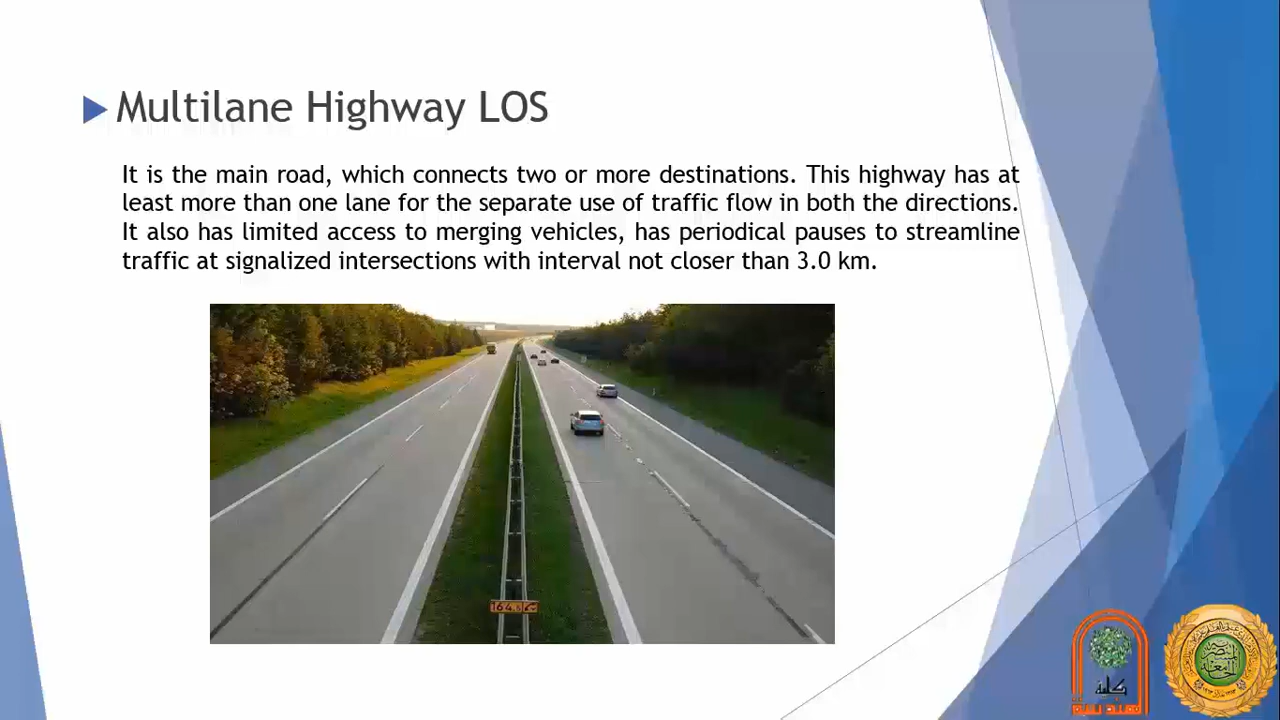 Multilane Highway LOS
It is the main road, which connects two or more destinations. This highway has at
least more than one lane for the separate use of traffic flow in both the directions.
It also has limited access to merging vehicles, has periodical pauses to streamline
traffic at signalized intersections with interval not closer than 3.0 km.
كلية